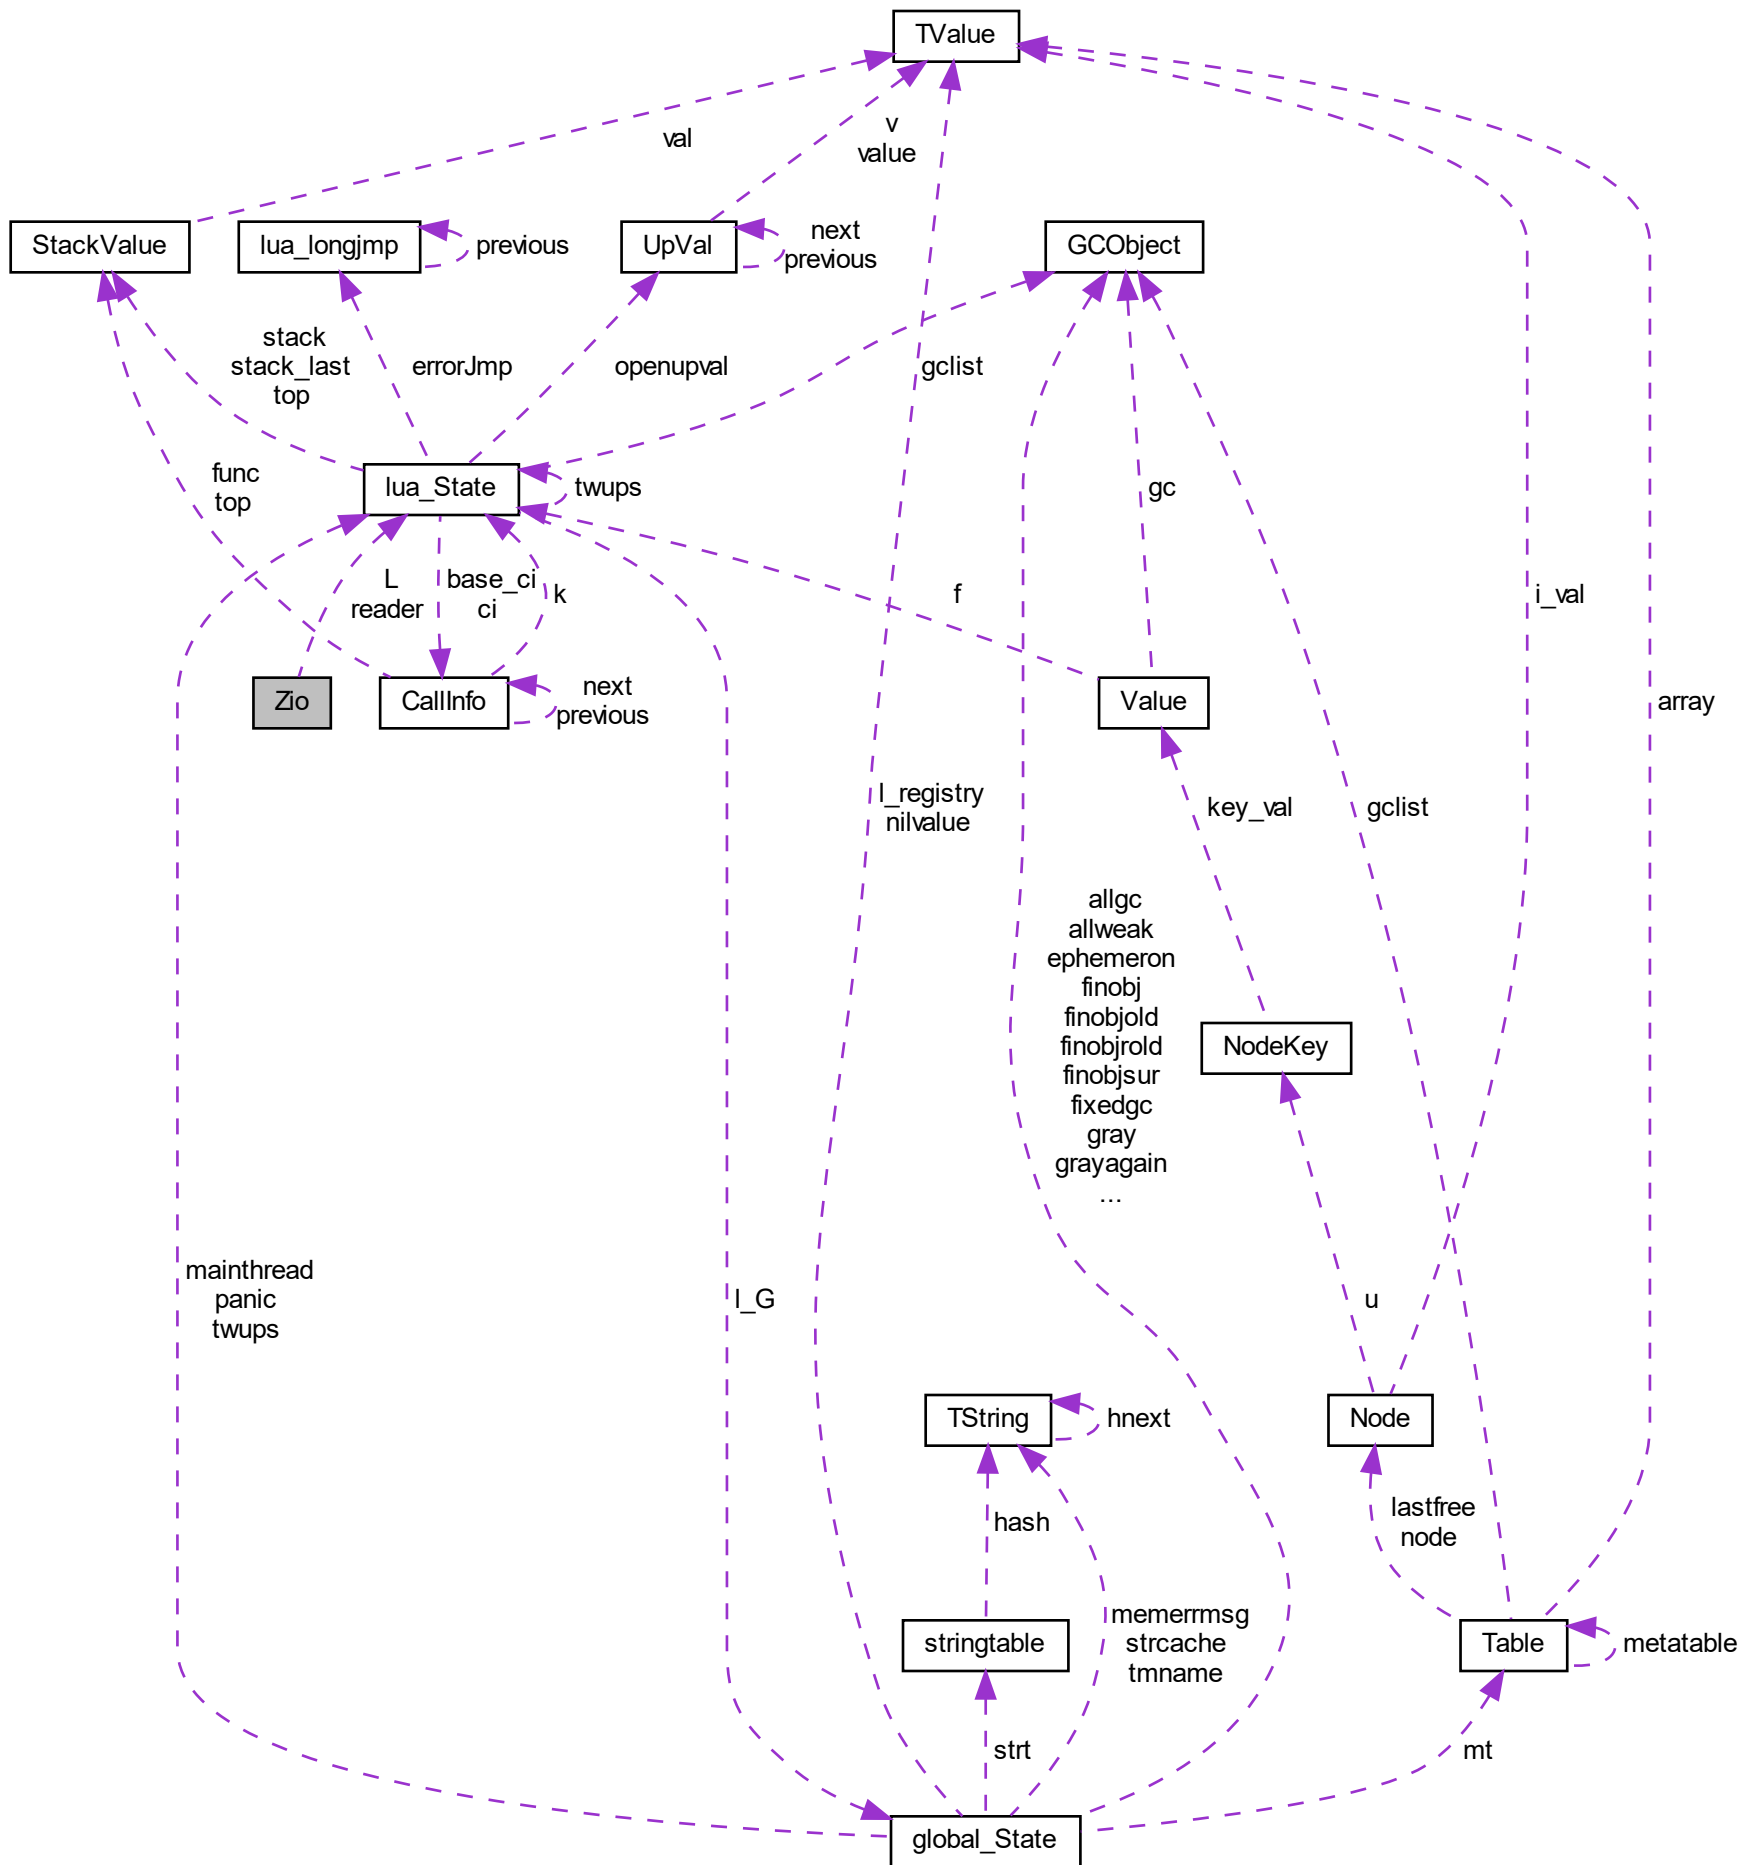 TValue
val
v
value
StackValue
lua_longjmp
previous
UpVal
next
previous
GCObject
stack
stack_last
top
errorJmp
openupval
gclist
func
top
lua_State
twups
gc
L
reader
base_ci
ci
k
f
i_val
Zio
CallInfo
next
previous
Value
array
l_registry
nilvalue
key_val
gclist
allgc
allweak
ephemeron
finobj
finobjold
finobjrold
finobjsur
fixedgc
gray
grayagain
...
NodeKey
mainthread
panic
twups
l_G
u
TString
hnext
Node
hash
lastfree
node
stringtable
memerrmsg
strcache
tmname
Table
metatable
strt
mt
global_State